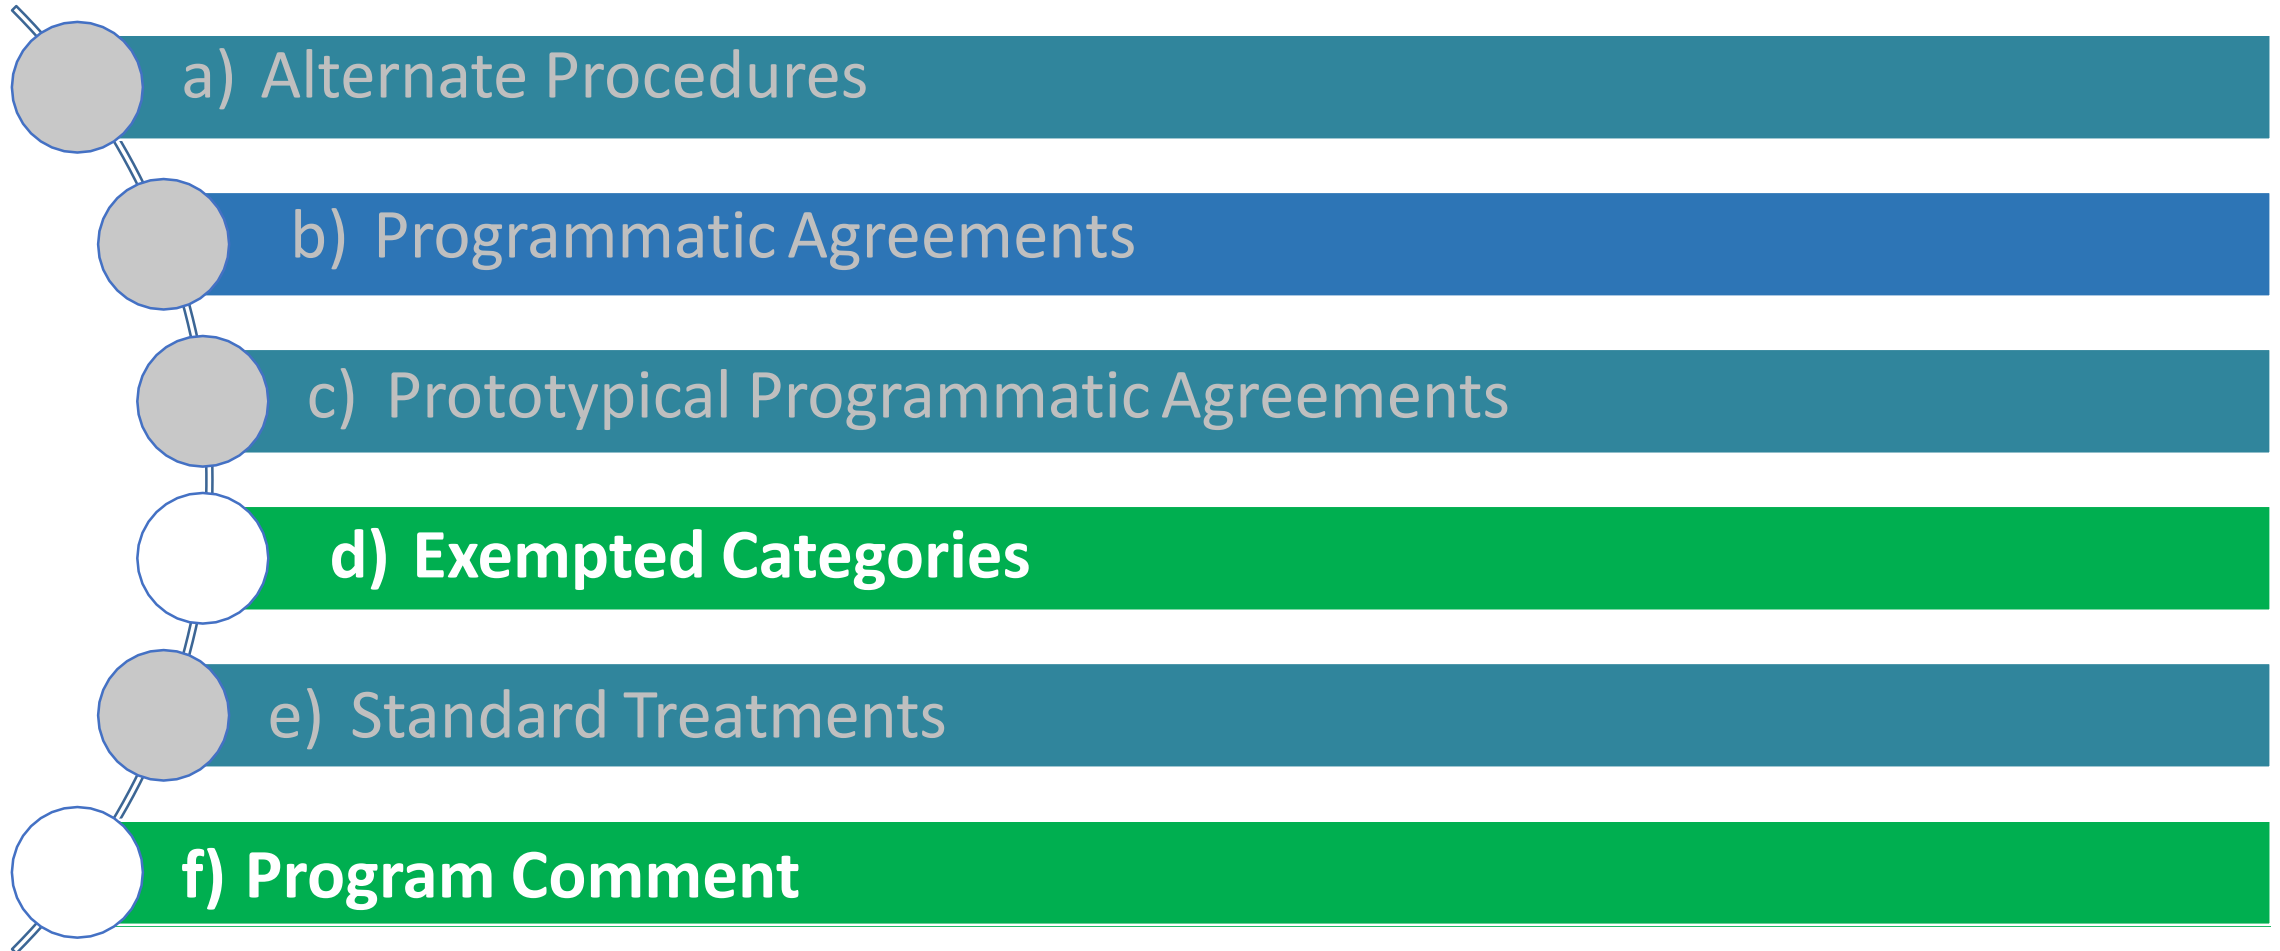 a) Alternate Procedures
b) Programmatic Agreements
c) Prototypical Programmatic Agreements
d) Exempted Categories
e) Standard Treatments
f) Program Comment